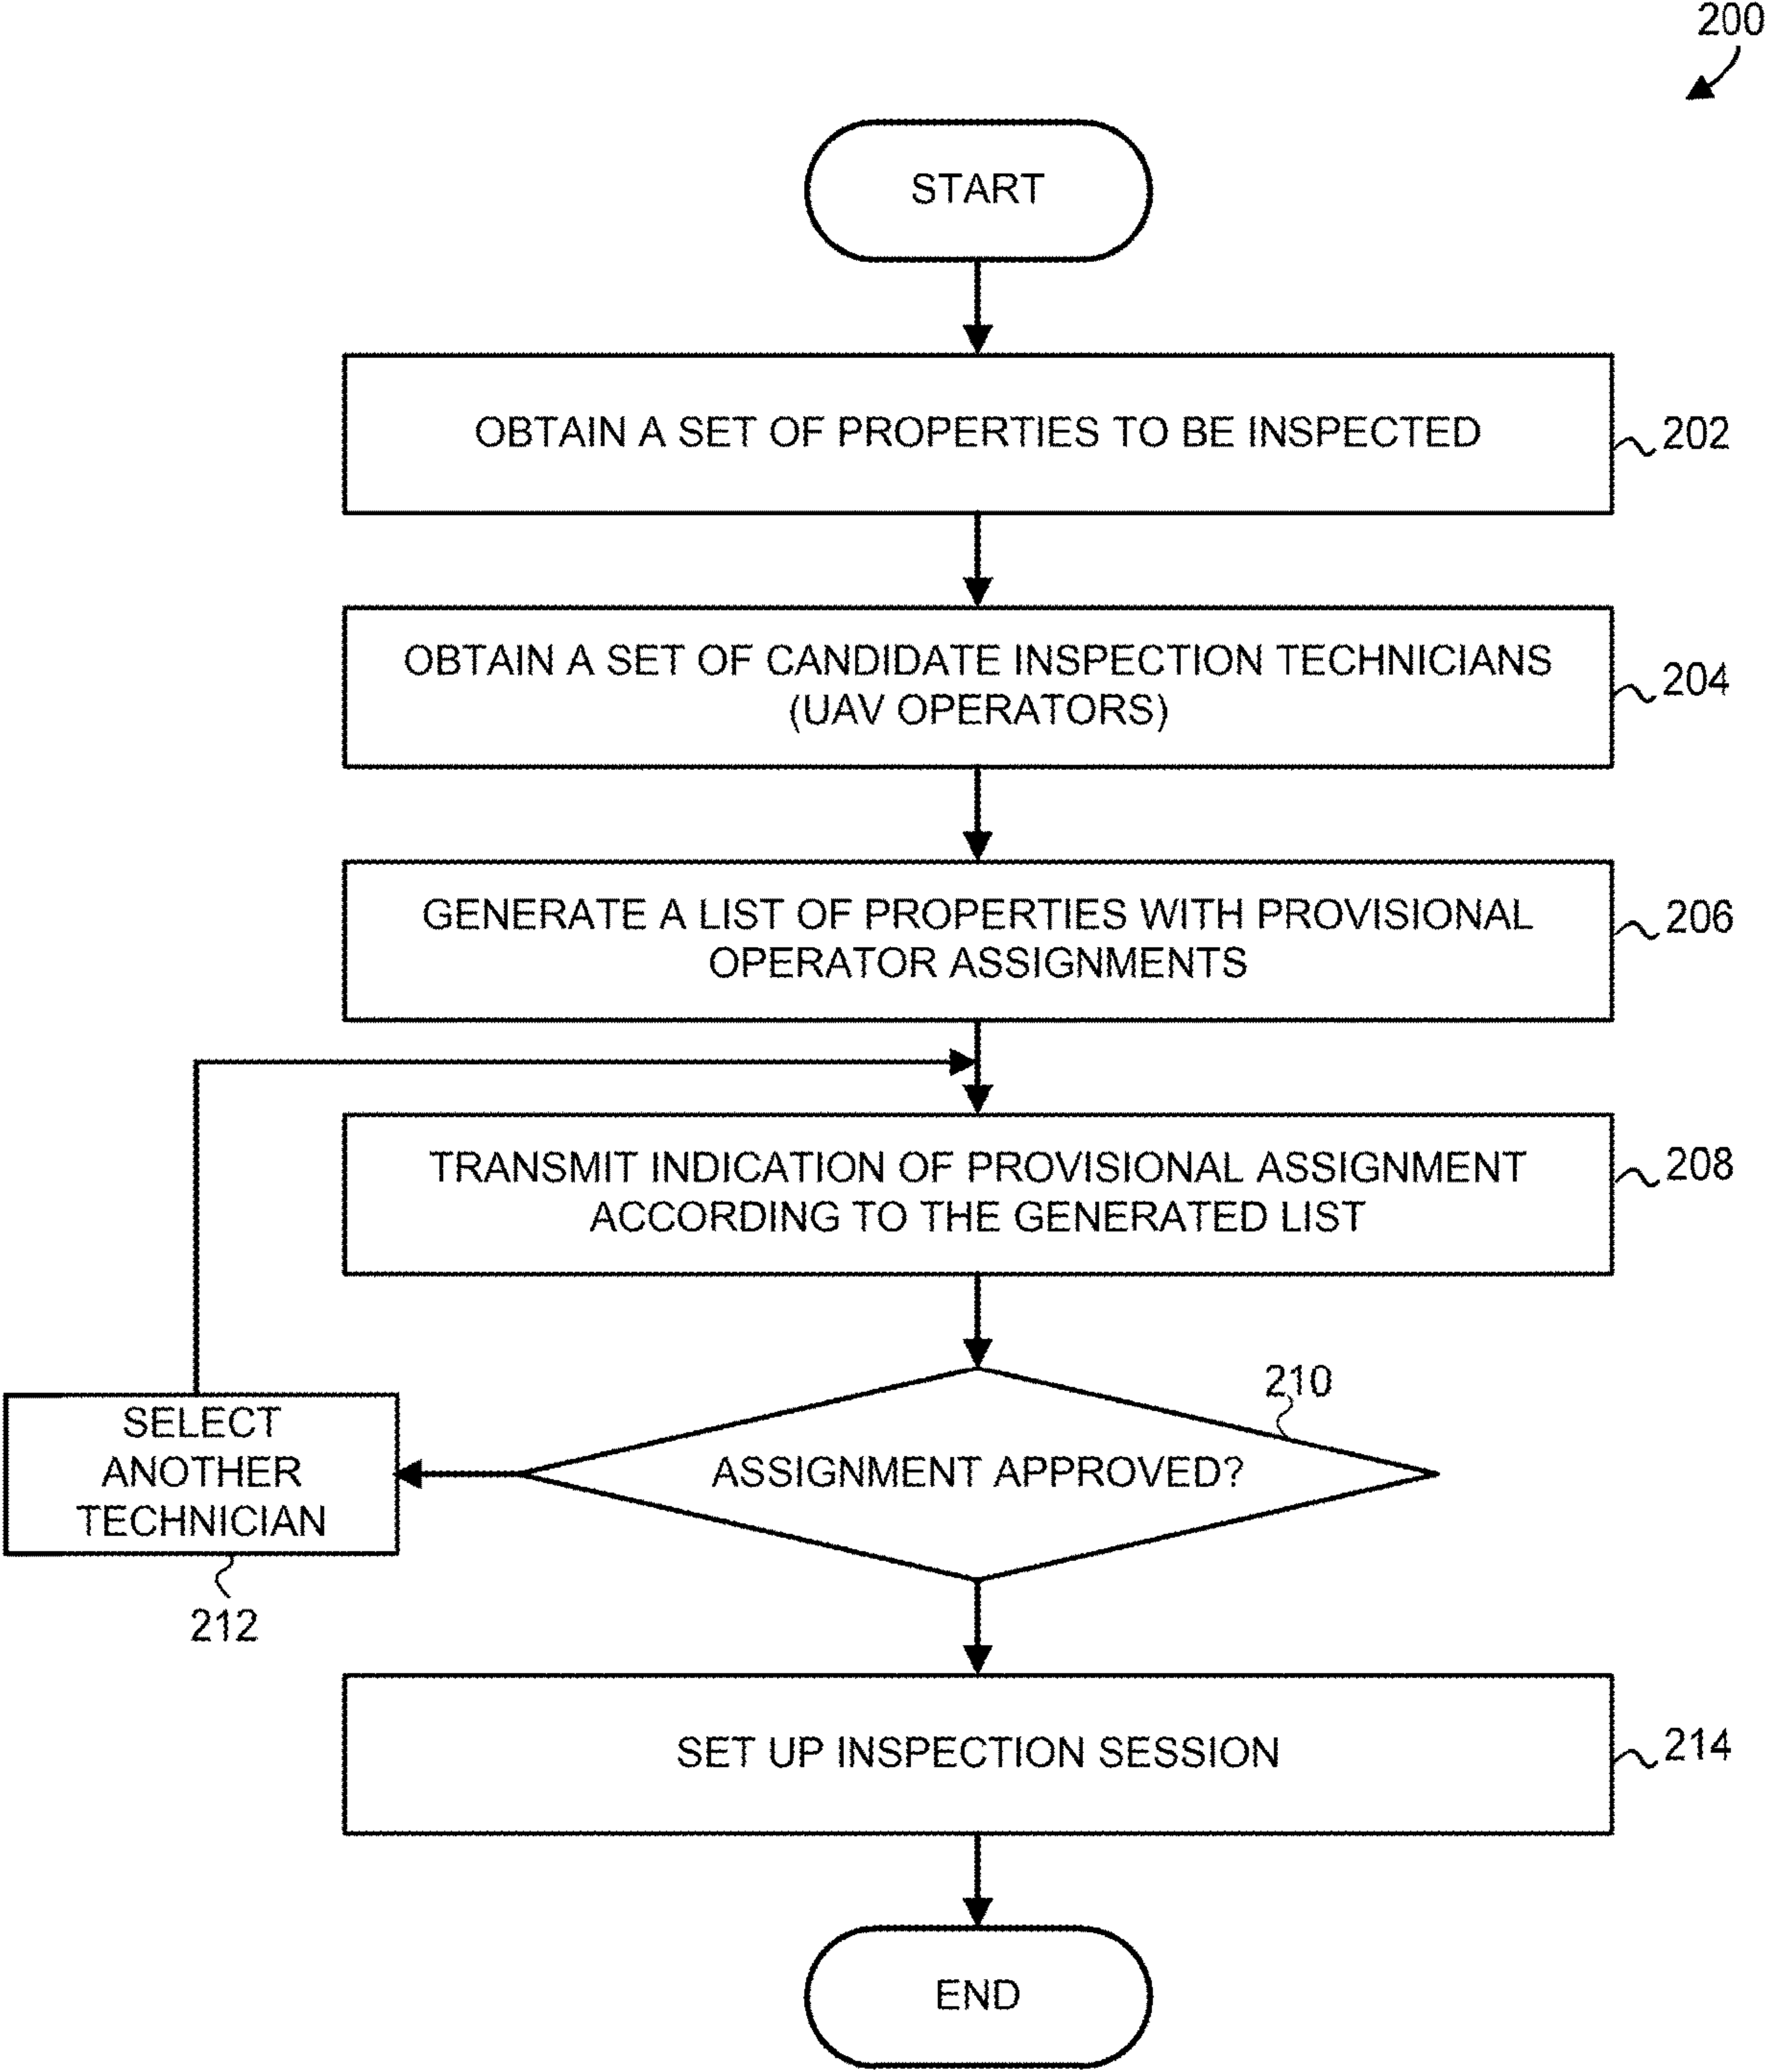 200
START
OBTAIN A SET OF PROPERTIES TO BE INSPECTED
202
OBTAIN A SET OF CANDIDATE INSPECTION TECHNICIANS
(UAV OPERATORS)
204
GENERATE A LIST OF PROPERTIES WITH PROVISIONAL
OPERATOR ASSIGNMENTS
206
TRANSMIT INDICATION OF PROVISIONAL ASSIGNMENT
ACCORDING TO THE GENERATED LIST
208
210
ASSIGNMENT APPROVED?
SELECT
ANOTHER
TECHNICIAN
212
SET UP INSPECTION SESSION
214
END